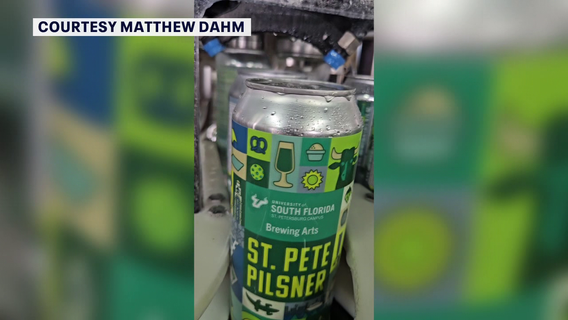 COURTESY MATTHEW DAHM
UNIVERSITY of
SOUTH FLORIDA
ST. PETERSBURG CAMPUS
Brewing Arts
ST. PETE
PILSNER